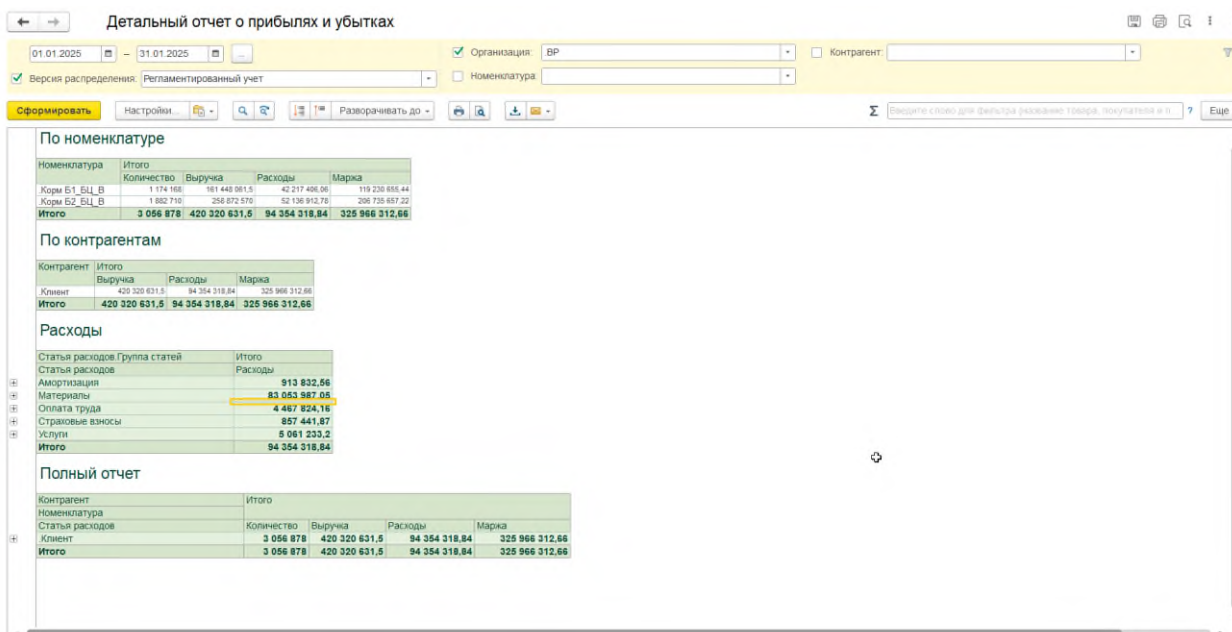 Детальный отчет о прибылях и убытках
01.01.2025 – 31.01.2025 ... Организация: .ВР Контрагент:
Версия распределения: Регламентированный учет Номенклатура:
Сформировать Настройки... Разворачивать до Σ Введите слово для фильтра (название товара, покупателя и п ? Еще
По номенклатуре
Номенклатура Итого
Количество Выручка Расходы Маржа
.Корм Б1_БЦ_В 1 174 168 161 448 061,5 42 217 406,06 119 230 655,44
.Корм Б2_БЦ_В 1 882 710 258 872 570 52 136 912,78 206 735 657,22
Итого 3 056 878 420 320 631,5 94 354 318,84 325 966 312,66
По контрагентам
Контрагент Итого
Выручка Расходы Маржа
.Клиент 420 320 631,5 94 354 318,84 325 966 312,66
Итого 420 320 631,5 94 354 318,84 325 966 312,66
Расходы
Статья расходов.Группа статей Итого
Статья расходов Расходы
Амортизация 913 832,56
Материалы 83 053 987,05
Оплата труда 4 467 824,16
Страховые взносы 857 441,87
Услуги 5 061 233,2
Итого 94 354 318,84
Полный отчет
Контрагент Итого
Номенклатура
Статья расходов Количество Выручка Расходы Маржа
.Клиент 3 056 878 420 320 631,5 94 354 318,84 325 966 312,66
Итого 3 056 878 420 320 631,5 94 354 318,84 325 966 312,66